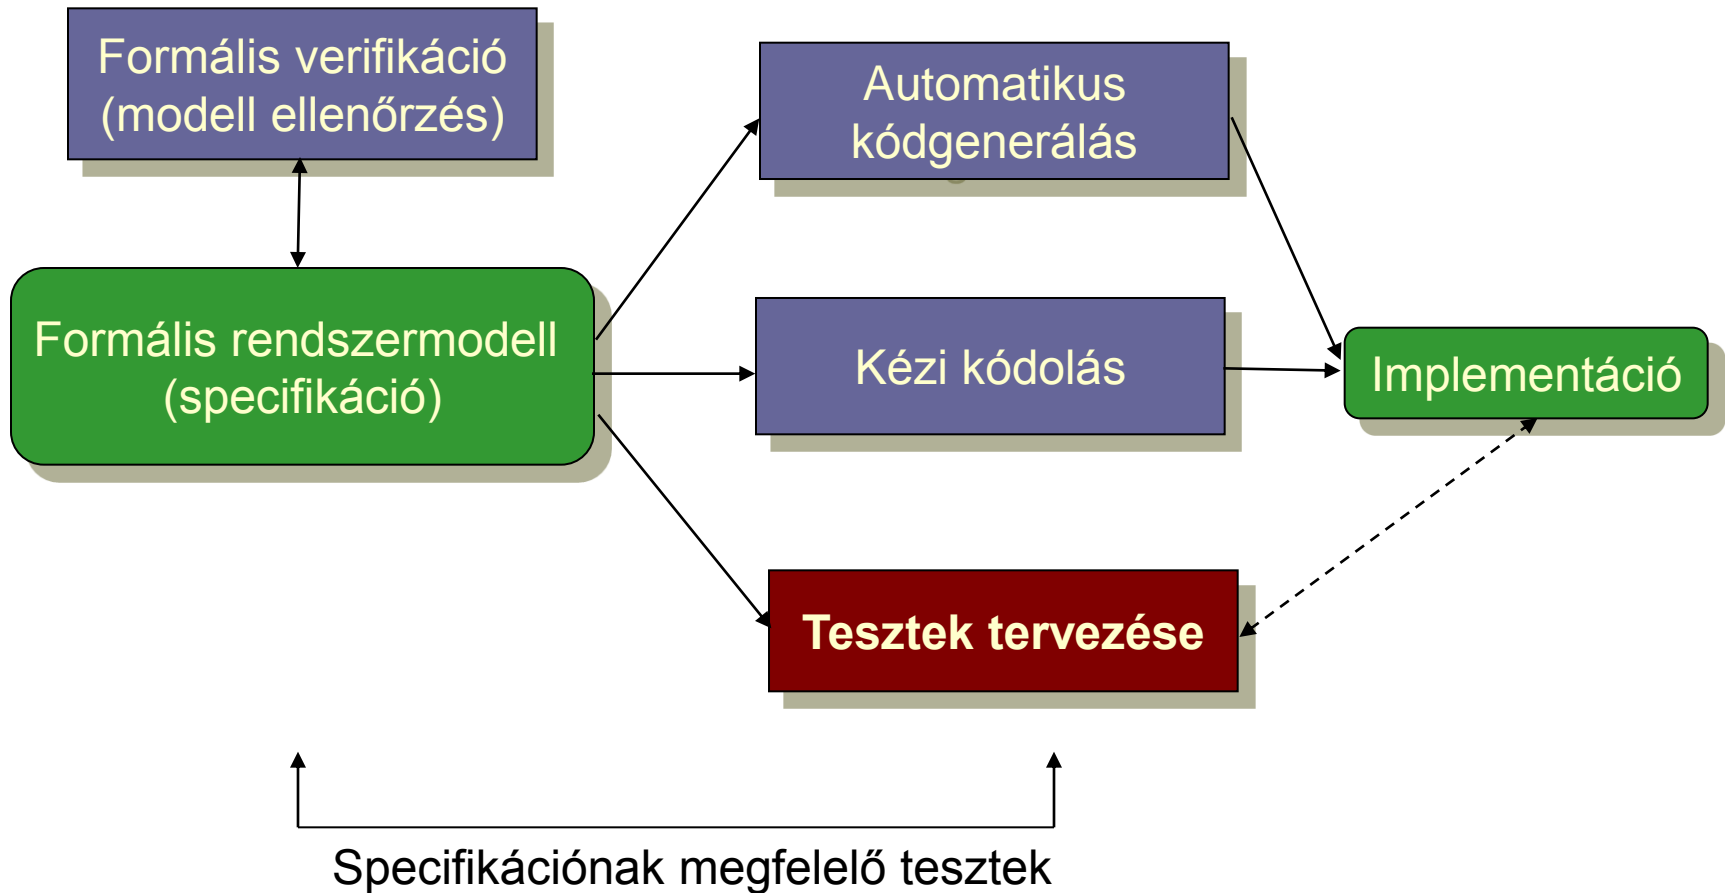 Formális verifikáció
(modell ellenőrzés)
Automatikus
kódgenerálás
Formális rendszermodell
(specifikáció)
Kézi kódolás
Implementáció
Tesztek tervezése
Specifikációnak megfelelő tesztek